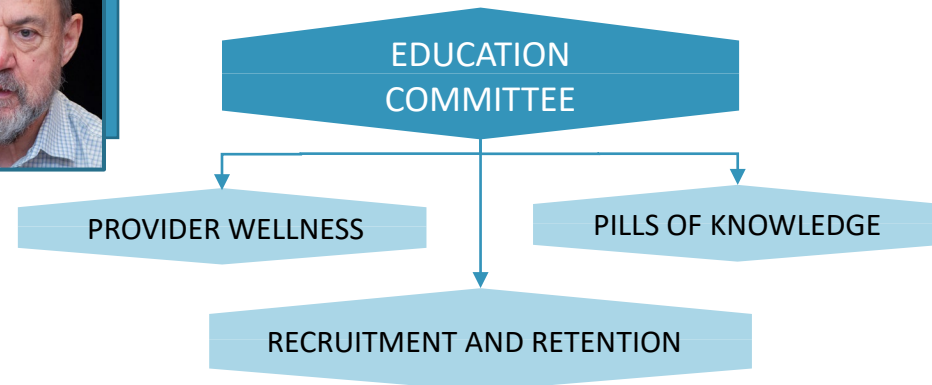 EDUCATION
COMMITTEE
PROVIDER WELLNESS
PILLS OF KNOWLEDGE
RECRUITMENT AND RETENTION